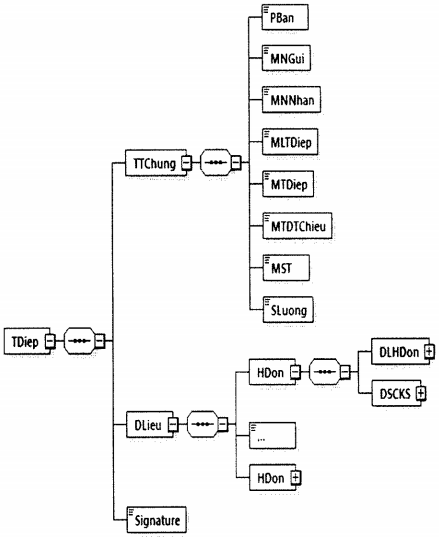 PBan
MNGui
MNNhan
MLTDiep
TTChung
MTDiep
MTDTChieu
MST
SLuong
TDiep
DLHDon
HDon
DSCKS
DLieu
...
HDon
Signature